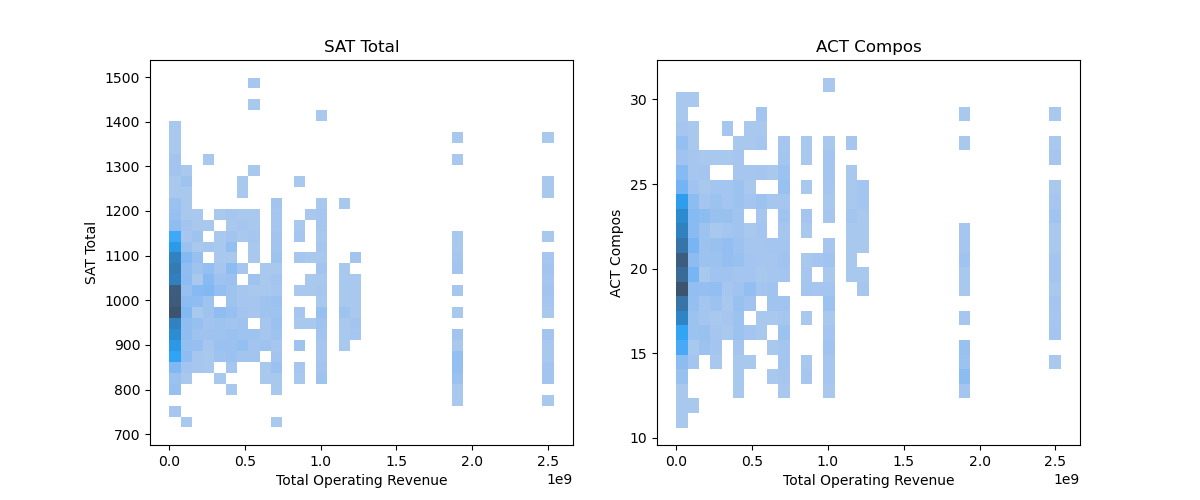 SAT Total
ACT Compos
SAT Total
1500
1400
1300
1200
1100
1000
900
800
700
0.0 0.5 1.0 1.5 2.0 2.5
1e9
Total Operating Revenue
ACT Compos
30
25
20
15
10
0.0 0.5 1.0 1.5 2.0 2.5
1e9
Total Operating Revenue